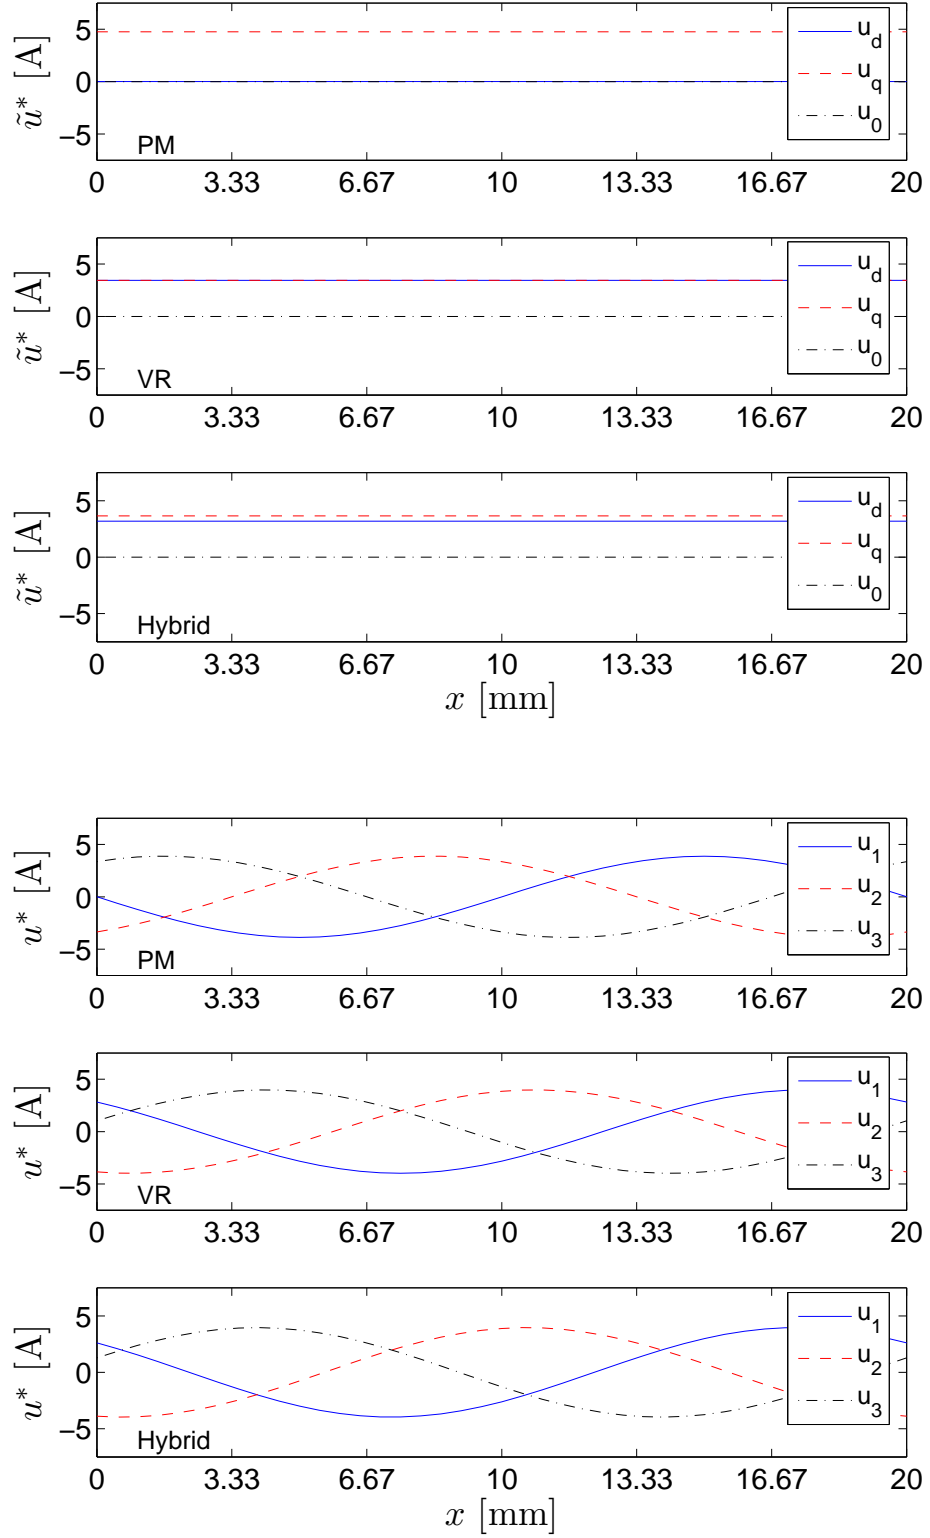 ũ* [A]
5
0
−5
u_d
u_q
u_0
PM
0 3.33 6.67 10 13.33 16.67 20
ũ* [A]
5
0
−5
u_d
u_q
u_0
VR
0 3.33 6.67 10 13.33 16.67 20
ũ* [A]
5
0
−5
u_d
u_q
u_0
Hybrid
0 3.33 6.67 10 13.33 16.67 20
x [mm]
u* [A]
5
0
−5
u_1
u_2
u_3
PM
0 3.33 6.67 10 13.33 16.67 20
u* [A]
5
0
−5
u_1
u_2
u_3
VR
0 3.33 6.67 10 13.33 16.67 20
u* [A]
5
0
−5
u_1
u_2
u_3
Hybrid
0 3.33 6.67 10 13.33 16.67 20
x [mm]